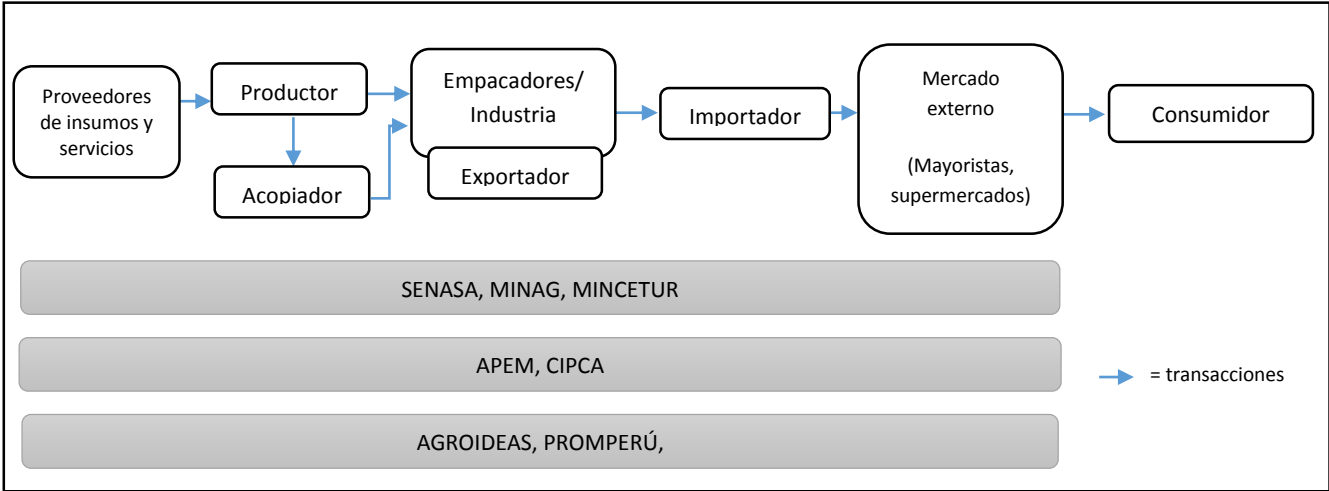 Proveedores
de insumos y
servicios
Productor
Acopiador
Empacadores/
Industria
Exportador
Importador
Mercado
externo
(Mayoristas,
supermercados)
Consumidor
SENASA, MINAG, MINCETUR
APEM, CIPCA
= transacciones
AGROIDEAS, PROMPERÚ,